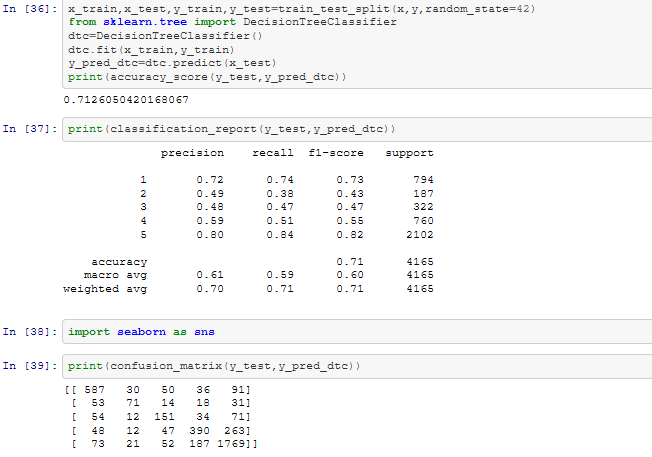 In [36]: x_train,x_test,y_train,y_test=train_test_split(x,y,random_state=42)
from sklearn.tree import DecisionTreeClassifier
dtc=DecisionTreeClassifier()
dtc.fit(x_train,y_train)
y_pred_dtc=dtc.predict(x_test)
print(accuracy_score(y_test,y_pred_dtc))
0.7126050420168067
In [37]: print(classification_report(y_test,y_pred_dtc))
precision recall f1-score support
1 0.72 0.74 0.73 794
2 0.49 0.38 0.43 187
3 0.48 0.47 0.47 322
4 0.59 0.51 0.55 760
5 0.80 0.84 0.82 2102
accuracy 0.71 4165
macro avg 0.61 0.59 0.60 4165
weighted avg 0.70 0.71 0.71 4165
In [38]: import seaborn as sns
In [39]: print(confusion_matrix(y_test,y_pred_dtc))
[[ 587 30 50 36 91]
[ 53 71 14 18 31]
[ 54 12 151 34 71]
[ 48 12 47 390 263]
[ 73 21 52 187 1769]]